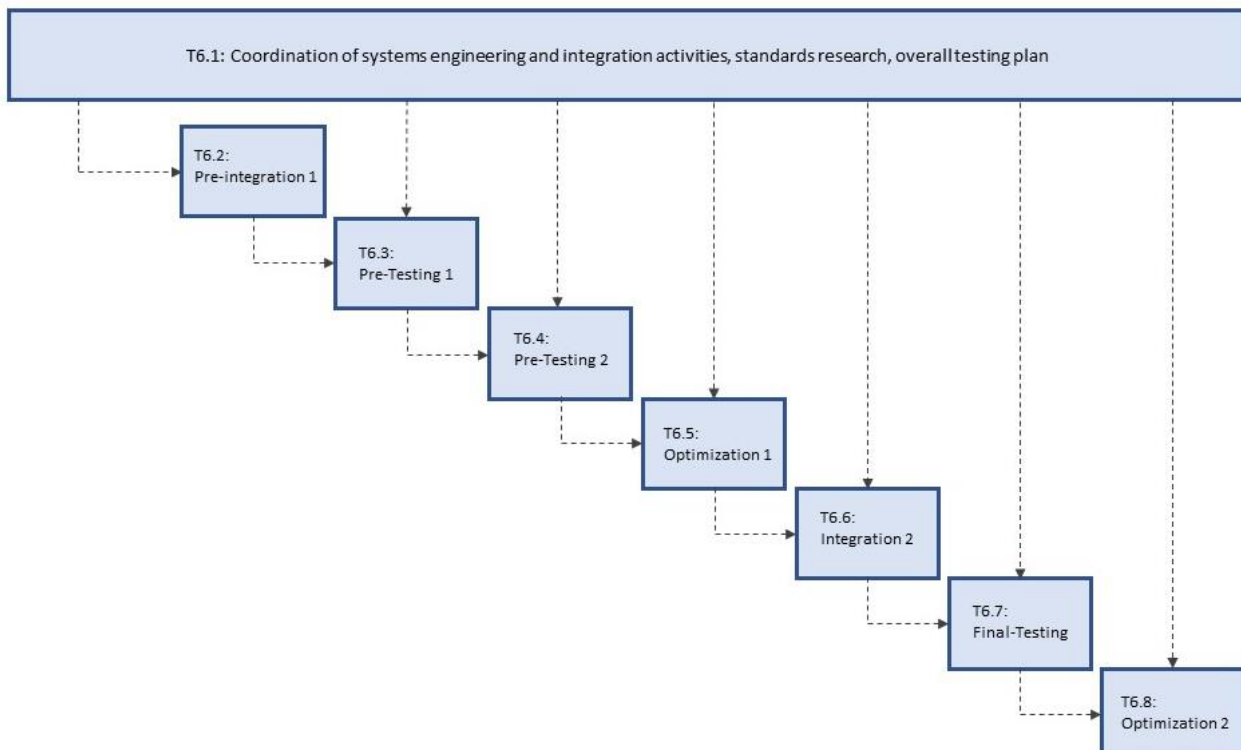 T6.1: Coordination of systems engineering and integration activities, standards research, overall testing plan
T6.2:
Pre-integration 1
T6.3:
Pre-Testing 1
T6.4:
Pre-Testing 2
T6.5:
Optimization 1
T6.6:
Integration 2
T6.7:
Final-Testing
T6.8:
Optimization 2